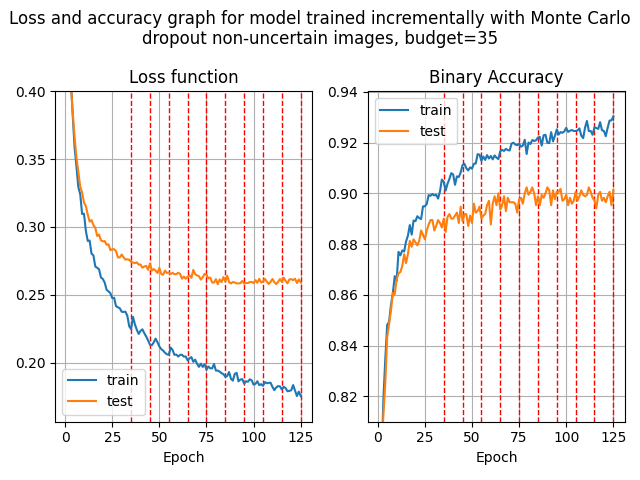 Loss and accuracy graph for model trained incrementally with Monte Carlo
dropout non-uncertain images, budget=35
Loss function
0.40
0.35
0.30
0.25
0.20
train
test
0 25 50 75 100 125
Epoch
Binary Accuracy
0.94
0.92
0.90
0.88
0.86
0.84
0.82
train
test
0 25 50 75 100 125
Epoch